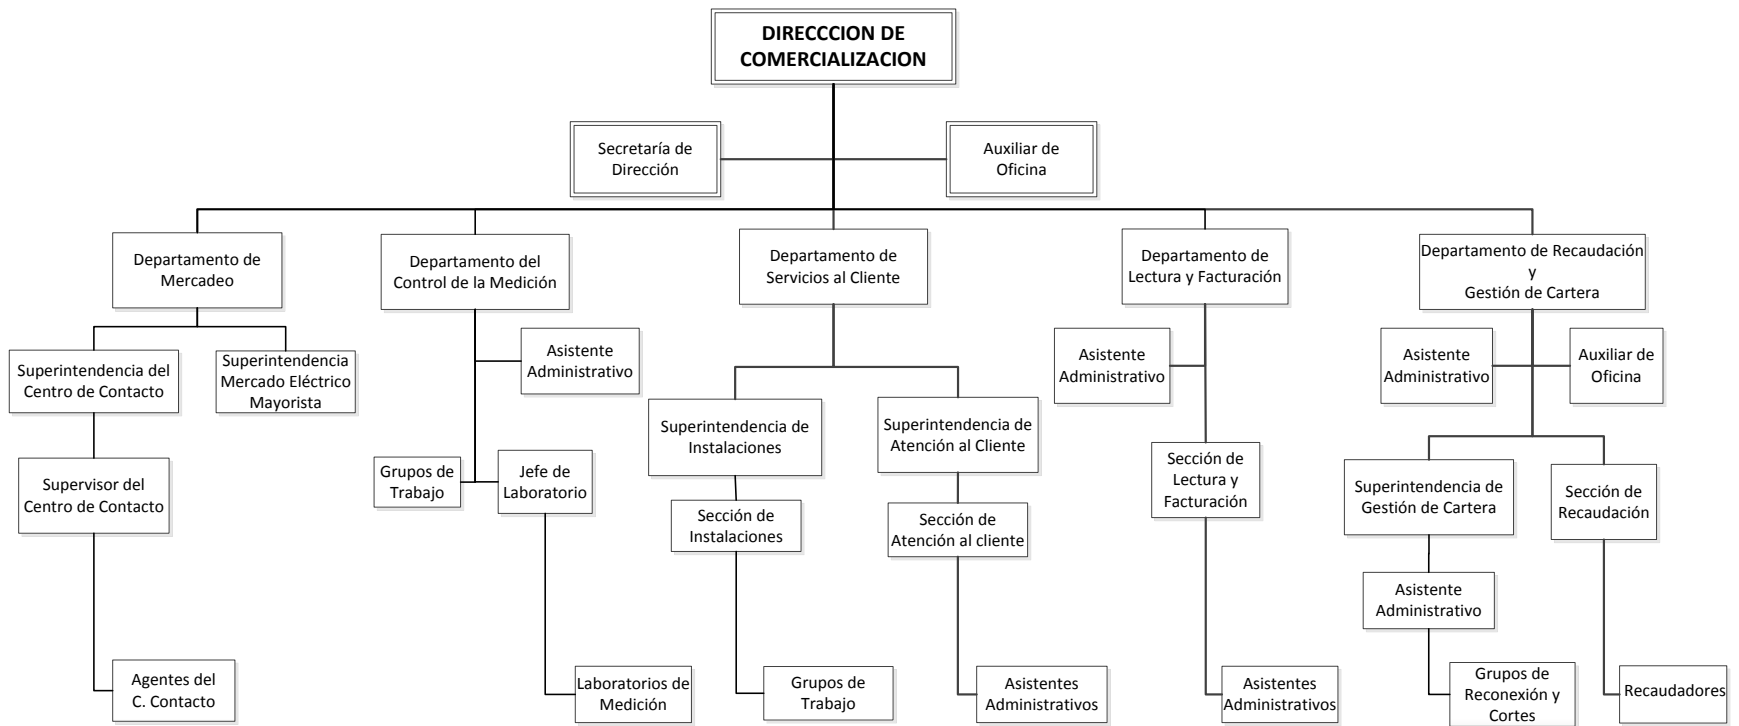 DIRECCCION DE
COMERCIALIZACION
Secretaría de
Dirección
Auxiliar de
Oficina
Departamento de
Mercadeo
Departamento del
Control de la Medición
Departamento de
Servicios al Cliente
Departamento de
Lectura y Facturación
Departamento de Recaudación
y
Gestión de Cartera
Superintendencia del
Centro de Contacto
Superintendencia
Mercado Eléctrico
Mayorista
Asistente
Administrativo
Asistente
Administrativo
Asistente
Administrativo
Auxiliar de
Oficina
Superintendencia de
Instalaciones
Superintendencia de
Atención al Cliente
Supervisor del
Centro de Contacto
Grupos de
Trabajo
Jefe de
Laboratorio
Sección de
Lectura y
Facturación
Superintendencia de
Gestión de Cartera
Sección de
Recaudación
Sección de
Instalaciones
Sección de
Atención al cliente
Asistente
Administrativo
Agentes del
C. Contacto
Laboratorios de
Medición
Grupos de
Trabajo
Asistentes
Administrativos
Asistentes
Administrativos
Grupos de
Reconexión y
Cortes
Recaudadores